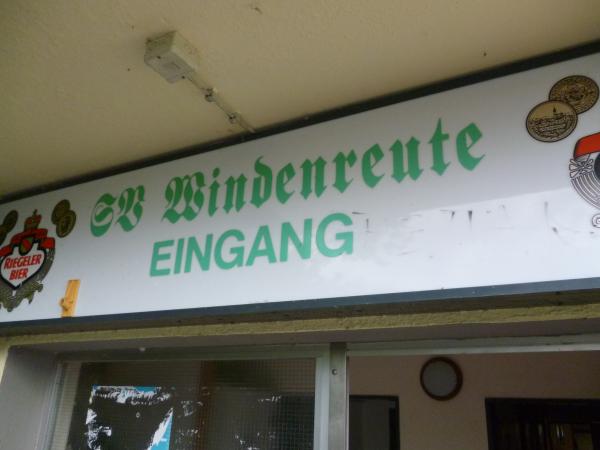 SV Windenreute
EINGANG
RIEGELER
BIER